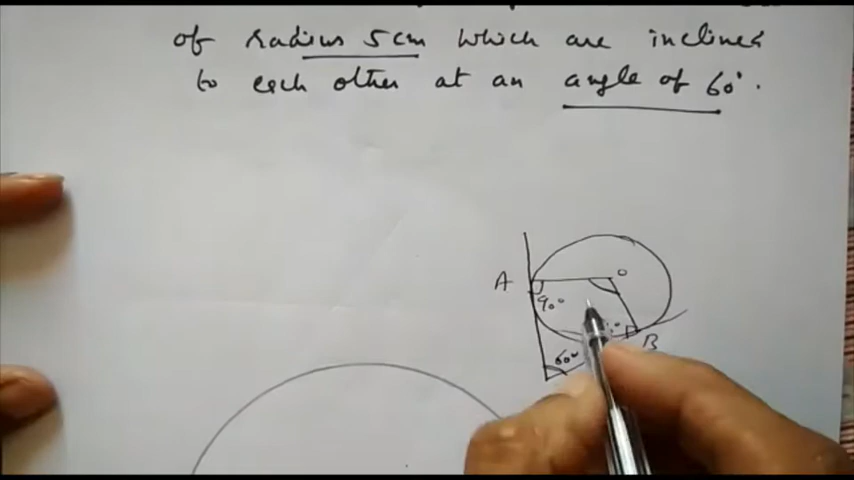 of radius 5cm which are inclined
to each other at an angle of 60°.
O
A
90°
B
60°